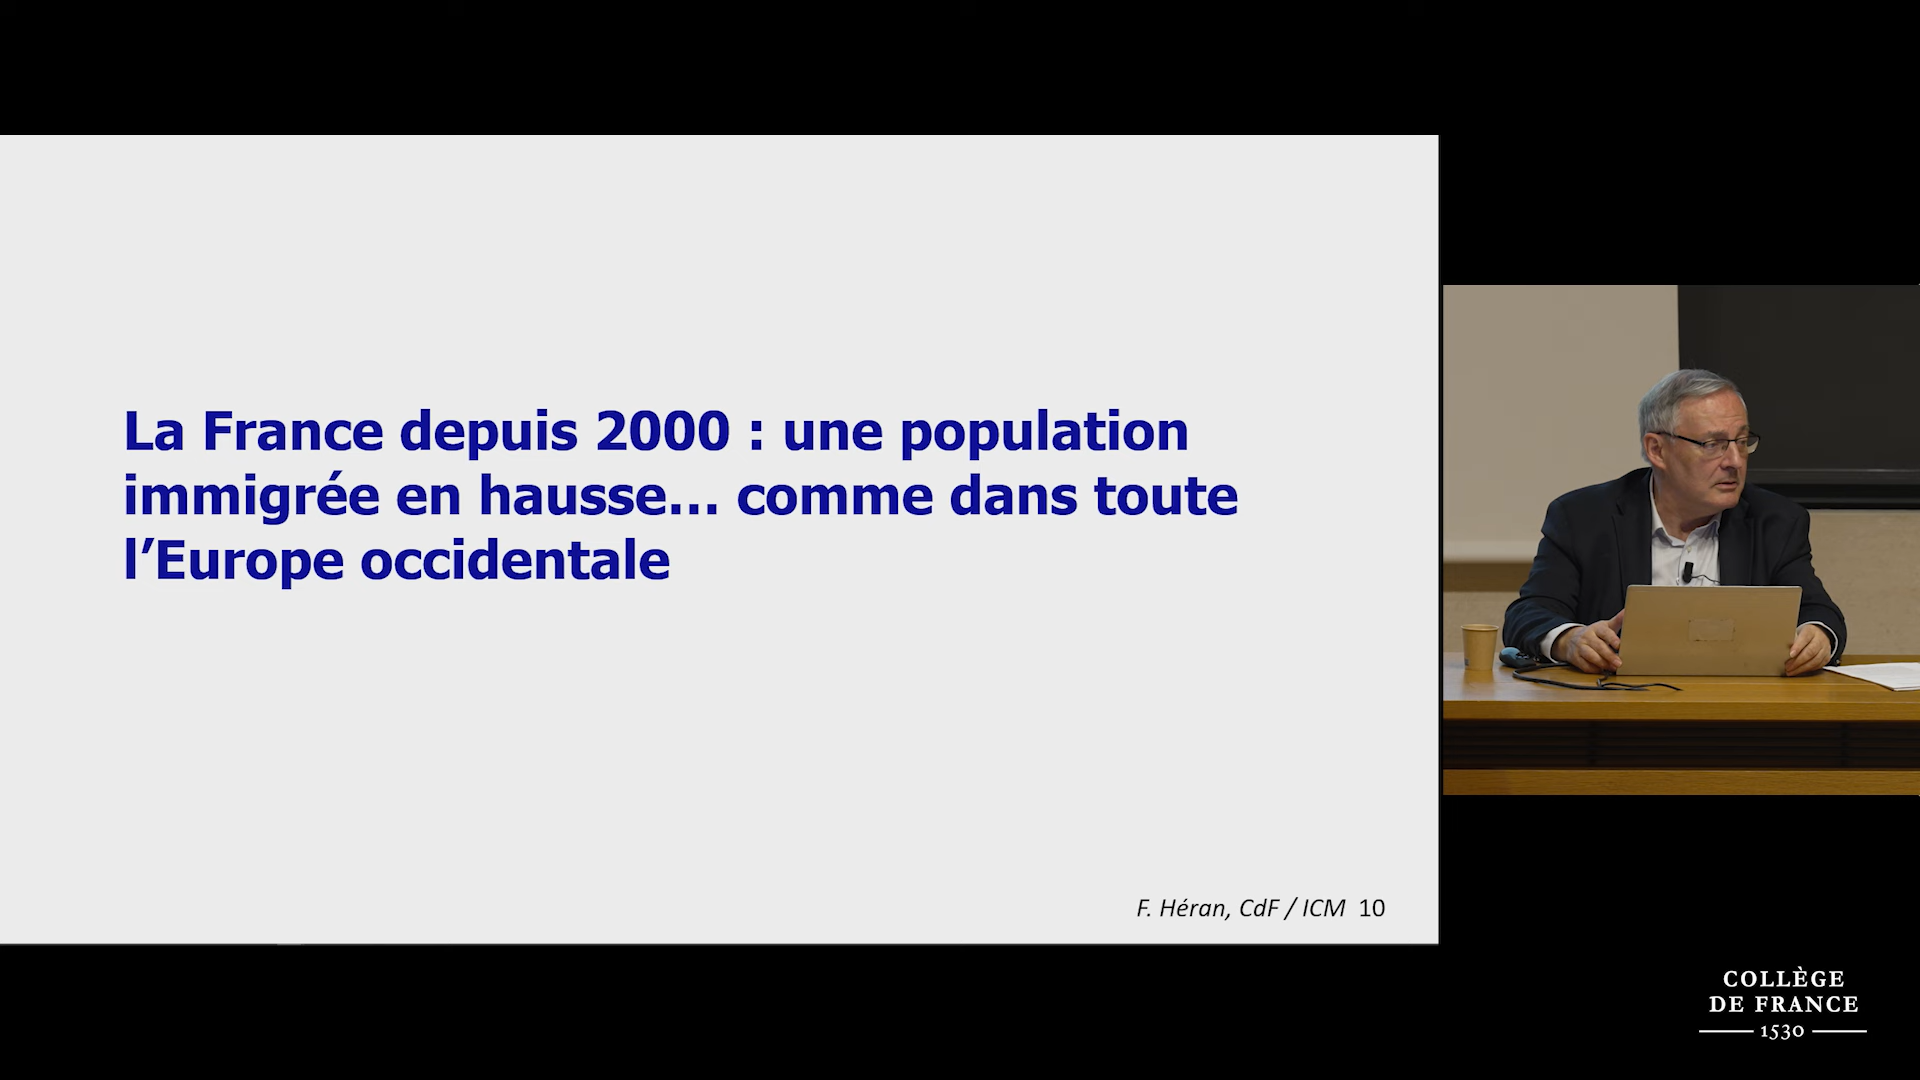 La France depuis 2000 : une population
immigrée en hausse… comme dans toute
l’Europe occidentale
F. Héran, CdF / ICM 10
COLLÈGE
DE FRANCE
1530